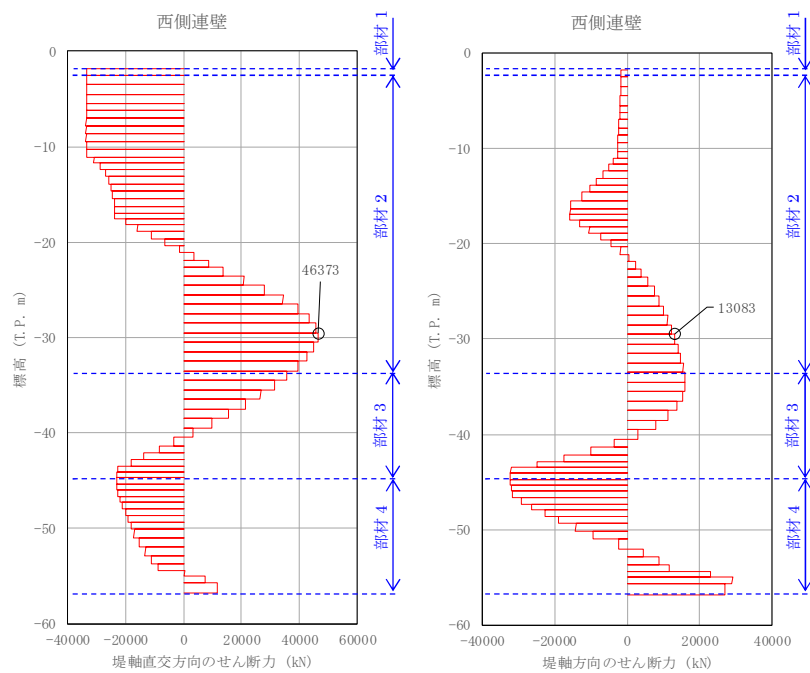 西側連壁
部材 1
0
-10
-20
-30
-40
-50
-60
標高 (T.P. m)
46373
部材 2
部材 3
部材 4
-40000 -20000 0 20000 40000 60000
堤軸直交方向のせん断力 (kN)
西側連壁
部材 1
0
-10
-20
-30
-40
-50
-60
標高 (T.P. m)
13083
部材 2
部材 3
部材 4
-40000 -20000 0 20000 40000
堤軸方向のせん断力 (kN)